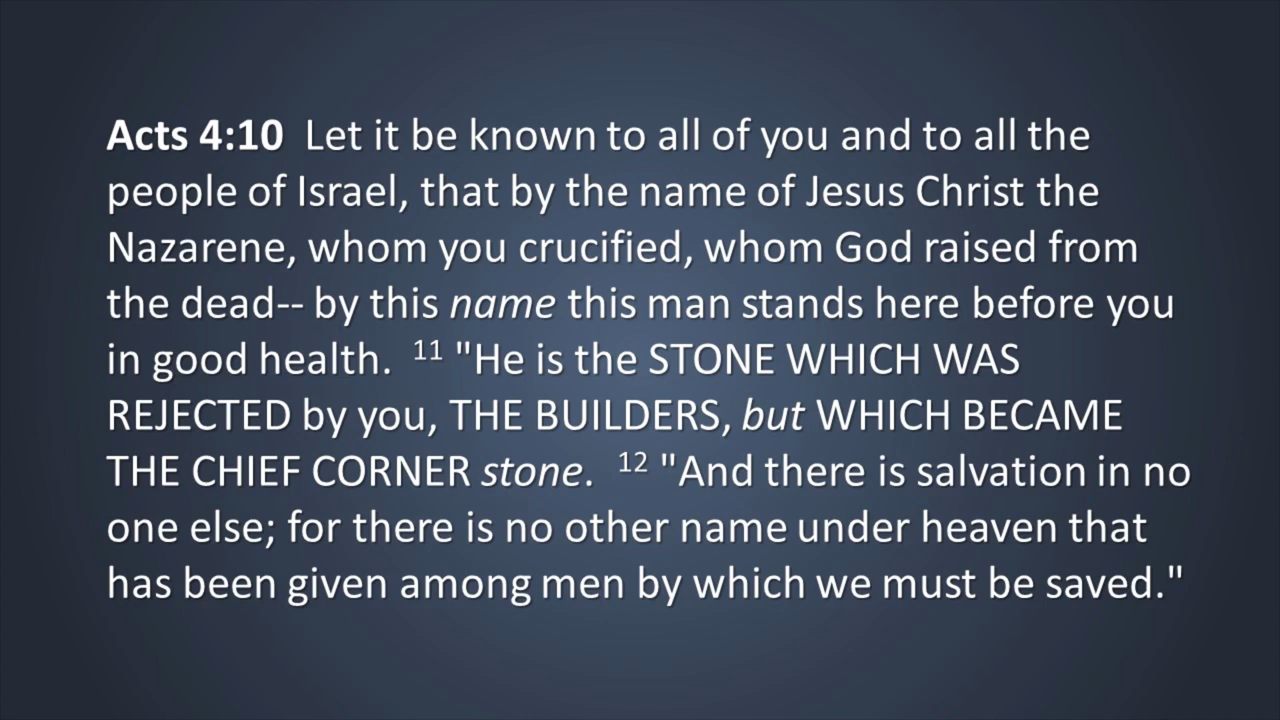 Acts 4:10 Let it be known to all of you and to all the
people of Israel, that by the name of Jesus Christ the
Nazarene, whom you crucified, whom God raised from
the dead-- by this name this man stands here before you
in good health. 11 "He is the STONE WHICH WAS
REJECTED by you, THE BUILDERS, but WHICH BECAME
THE CHIEF CORNER stone. 12 "And there is salvation in no
one else; for there is no other name under heaven that
has been given among men by which we must be saved."